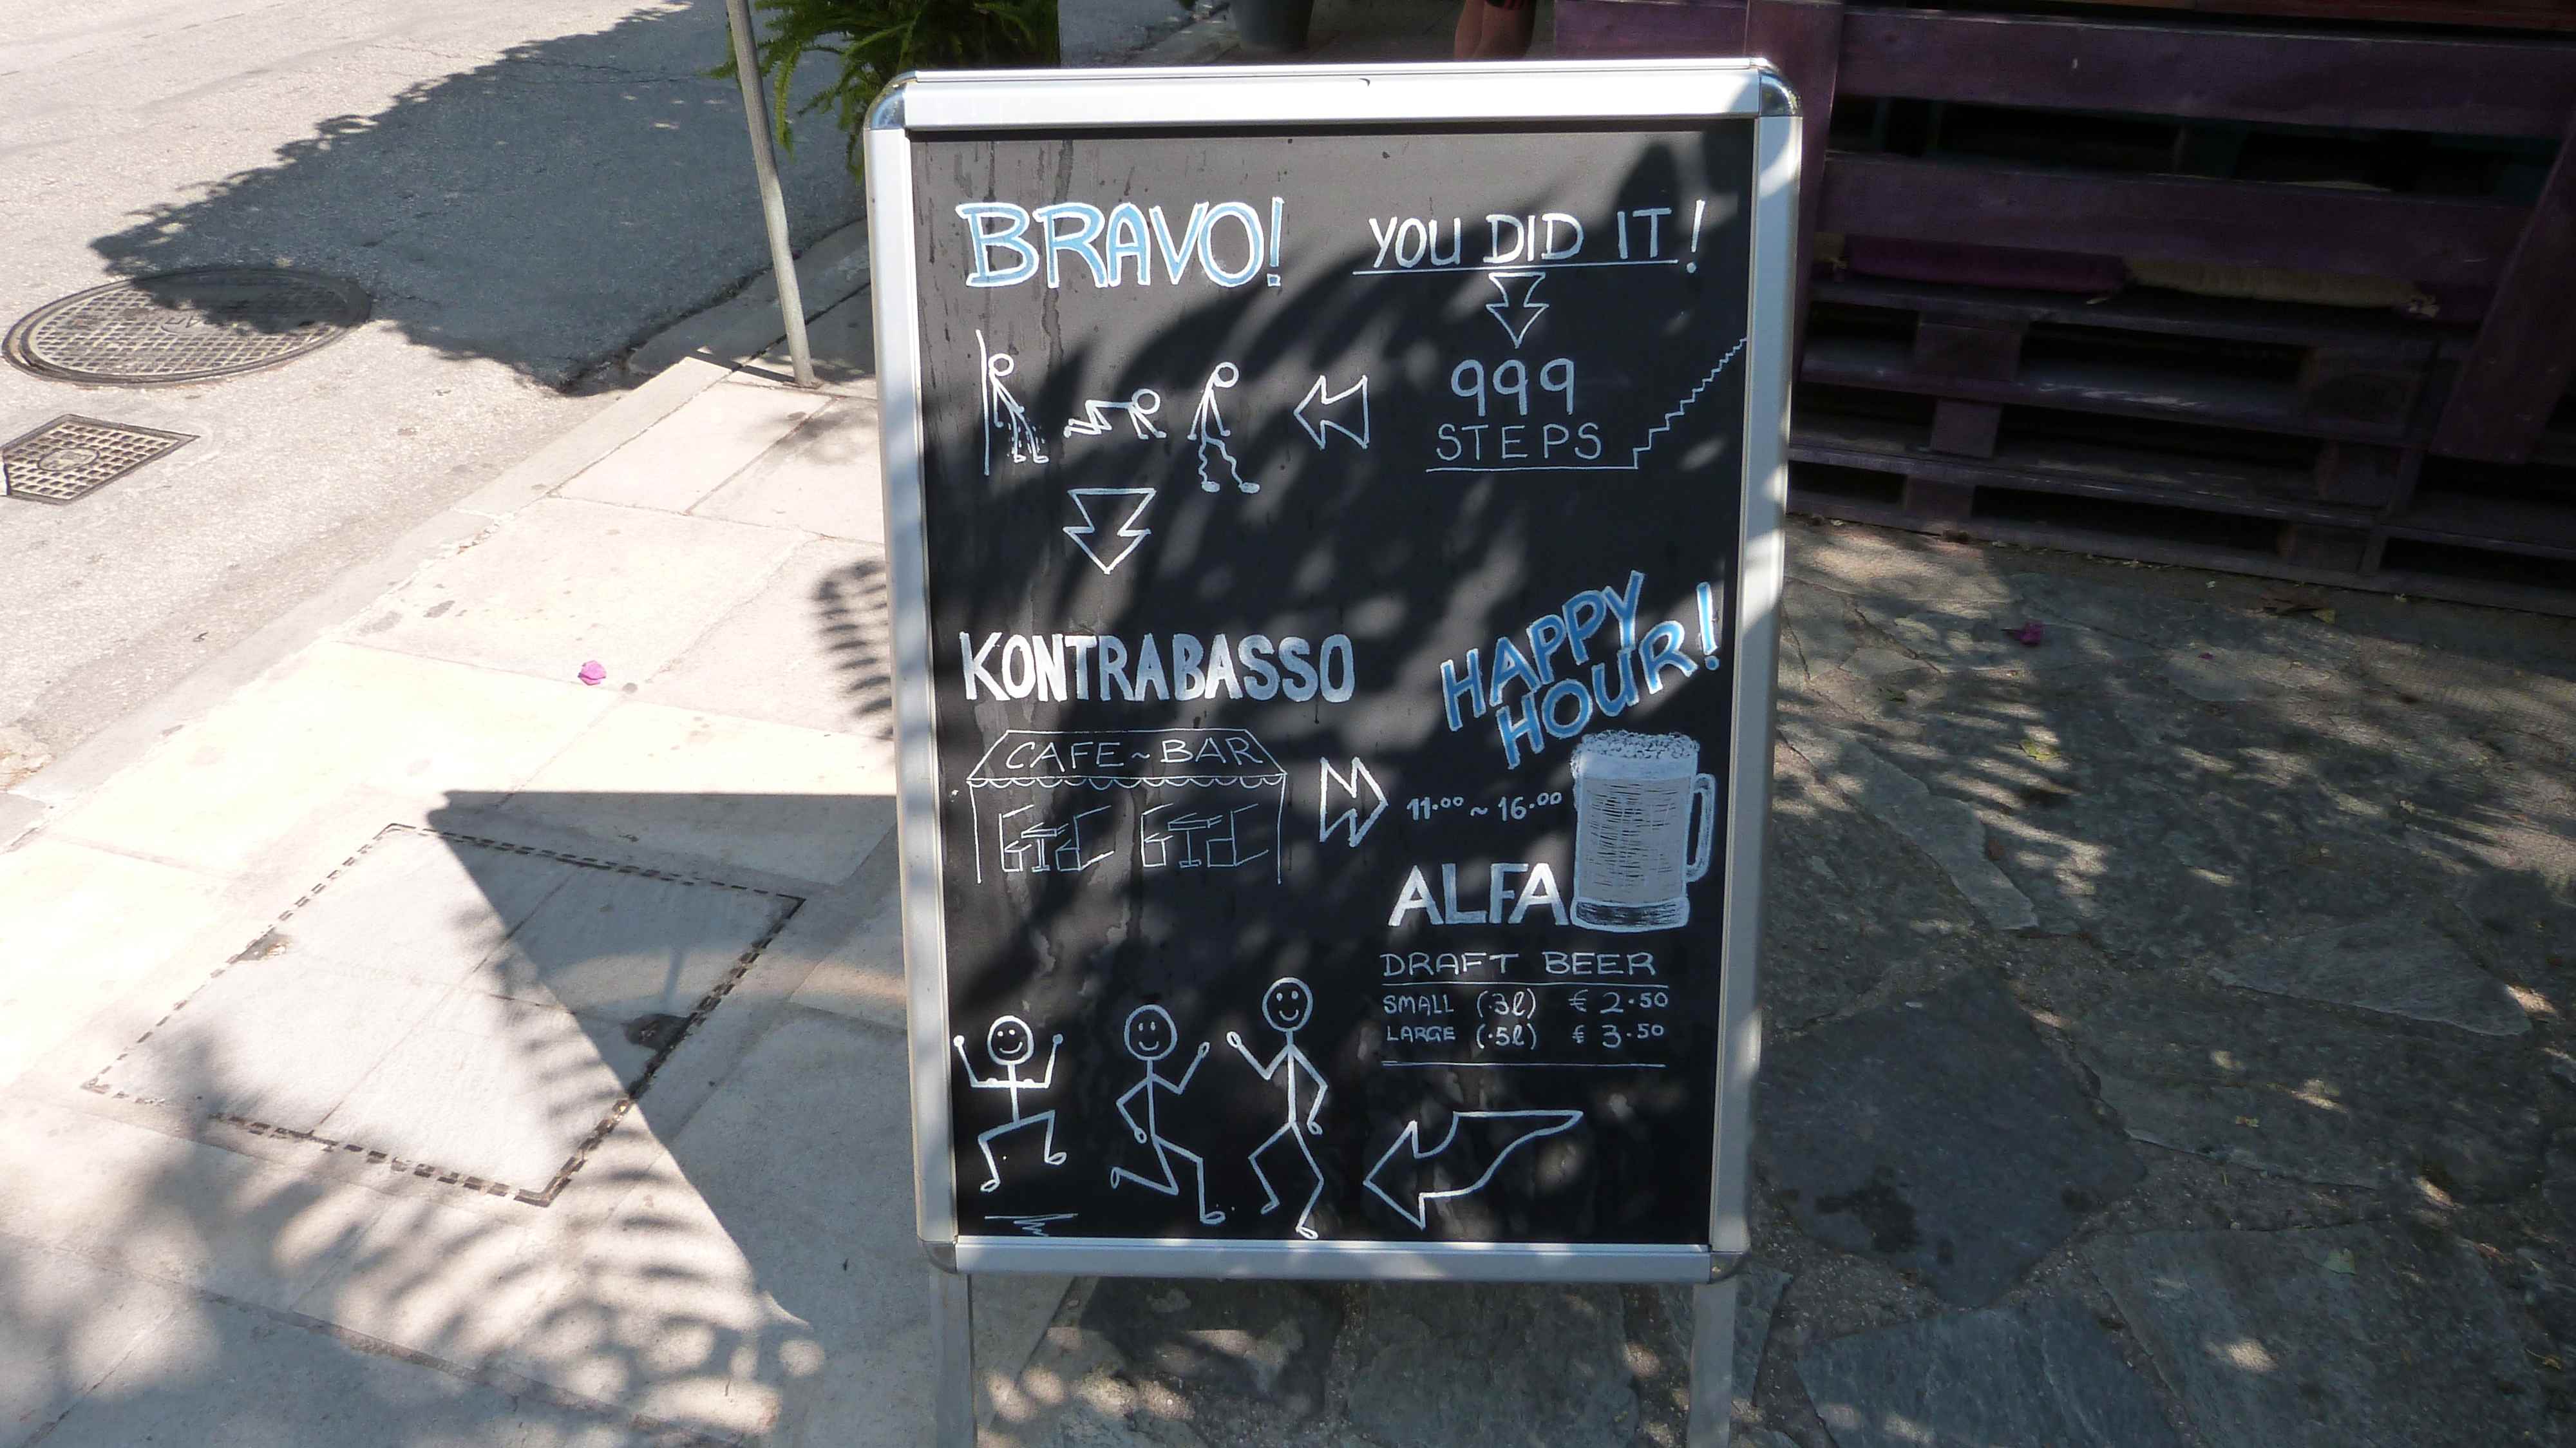 BRAVO! YOU DID IT!
999
STEPS
KONTRABASSO
HAPPY
HOUR!
CAFE~BAR
11.00 ~ 16.00
ALFA
DRAFT BEER
SMALL (.3l) € 2.50
LARGE (.5l) € 3.50